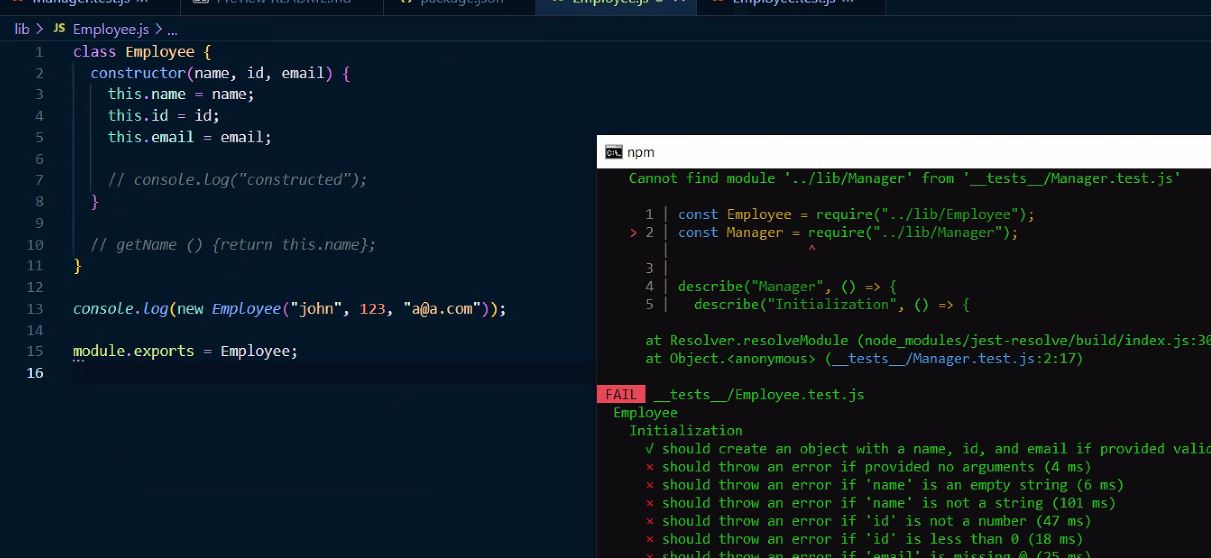 Manager.test.js
Preview README.md
package.json
Employee.js
Employee.test.js
lib > JS Employee.js > ...
1 class Employee {
2 constructor(name, id, email) {
3 this.name = name;
4 this.id = id;
5 this.email = email;
6
7 // console.log("constructed");
8 }
9
10 // getName () {return this.name};
11 }
12
13 console.log(new Employee("john", 123, "a@a.com"));
14
15 module.exports = Employee;
16
npm
Cannot find module '../lib/Manager' from '__tests__/Manager.test.js'
1 | const Employee = require("../lib/Employee");
> 2 | const Manager = require("../lib/Manager");
| ^
3 |
4 | describe("Manager", () => {
5 | describe("Initialization", () => {
at Resolver.resolveModule (node_modules/jest-resolve/build/index.js:30
at Object.<anonymous> (__tests__/Manager.test.js:2:17)
FAIL __tests__/Employee.test.js
Employee
Initialization
√ should create an object with a name, id, and email if provided valid
× should throw an error if provided no arguments (4 ms)
× should throw an error if 'name' is an empty string (6 ms)
× should throw an error if 'name' is not a string (101 ms)
× should throw an error if 'id' is not a number (47 ms)
× should throw an error if 'id' is less than 0 (18 ms)
× should throw an error if 'email' is missing @ (25 ms)